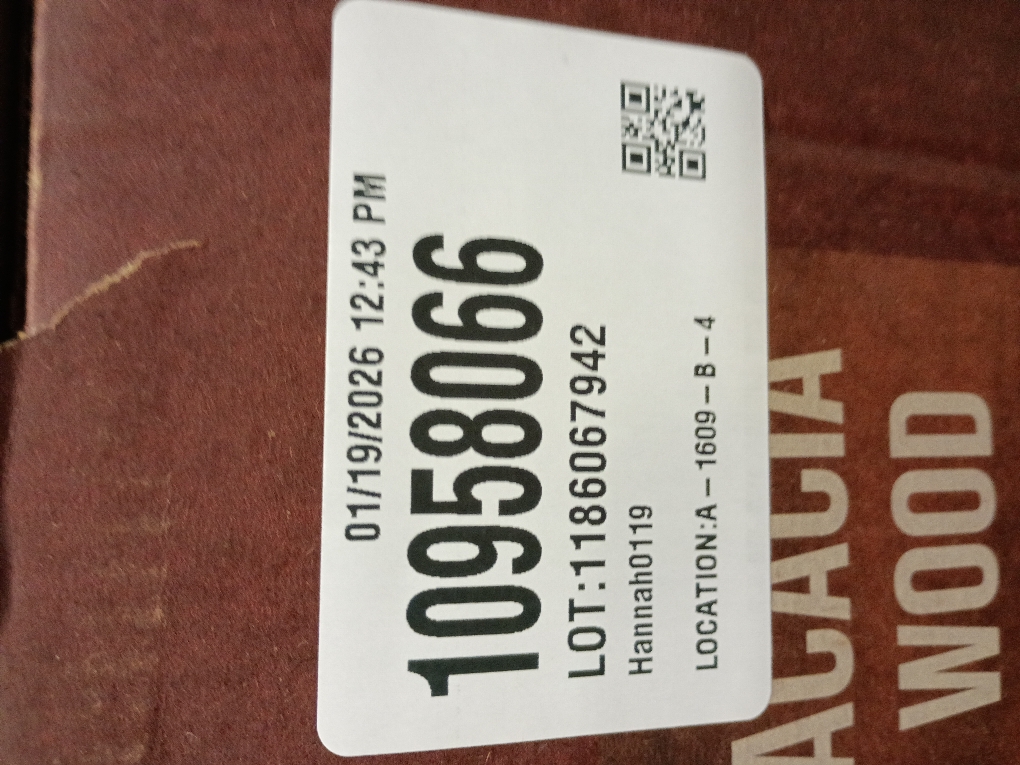 01/19/2026 12:43 PM
10958066
LOT:1186067942
Hannah0119
LOCATION:A-1609-B-4
ACACIA
WOOD